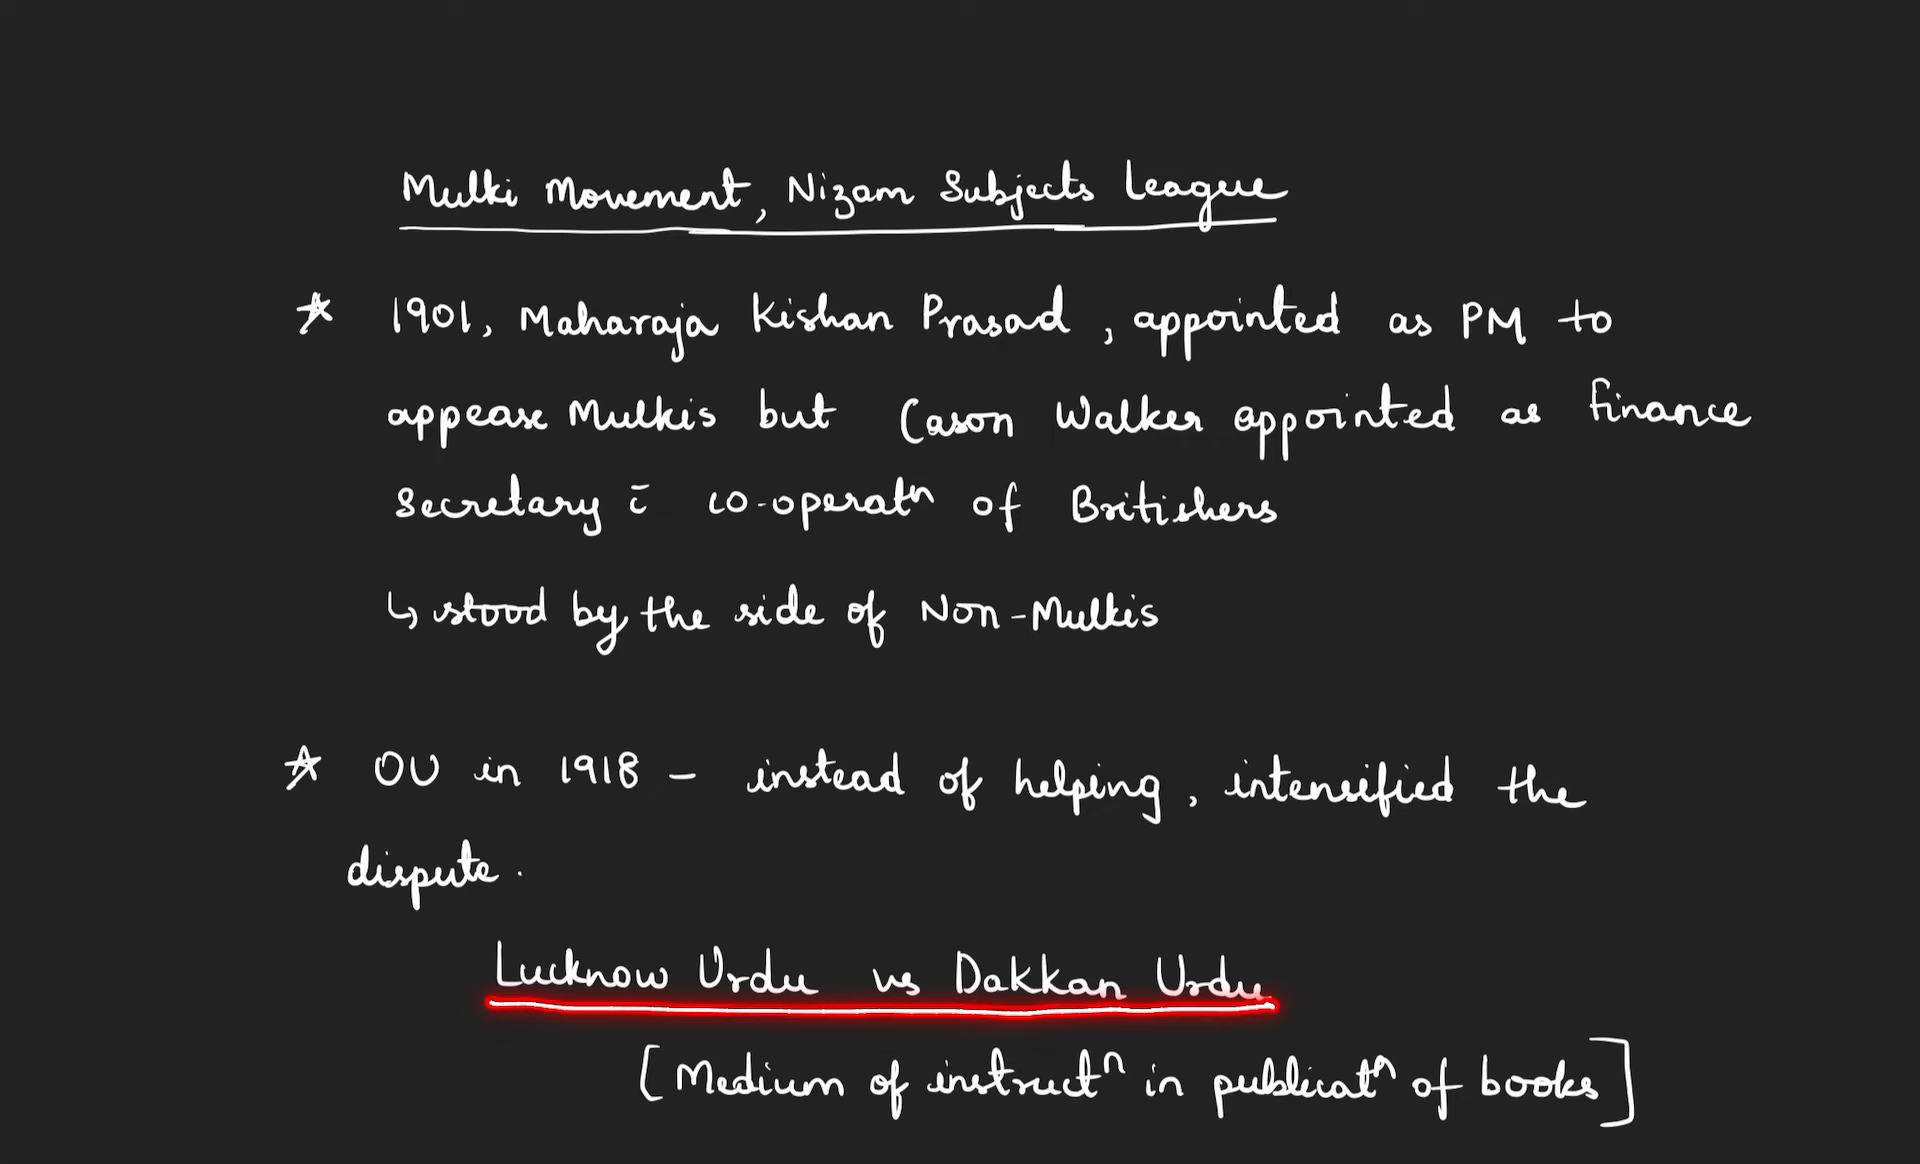 Mulki Movement, Nizam Subjects League
☆ 1901, Maharaja Kishan Prasad, appointed as PM to
appease Mulkis but Cason Walker appointed as finance
Secretary c̄ co-operatⁿ of Britishers
↳ stood by the side of Non-Mulkis
☆ OU in 1918 – instead of helping, intensified the
dispute.
Lucknow Urdu vs Dakkan Urdu
[Medium of instructⁿ in publicatⁿ of books]